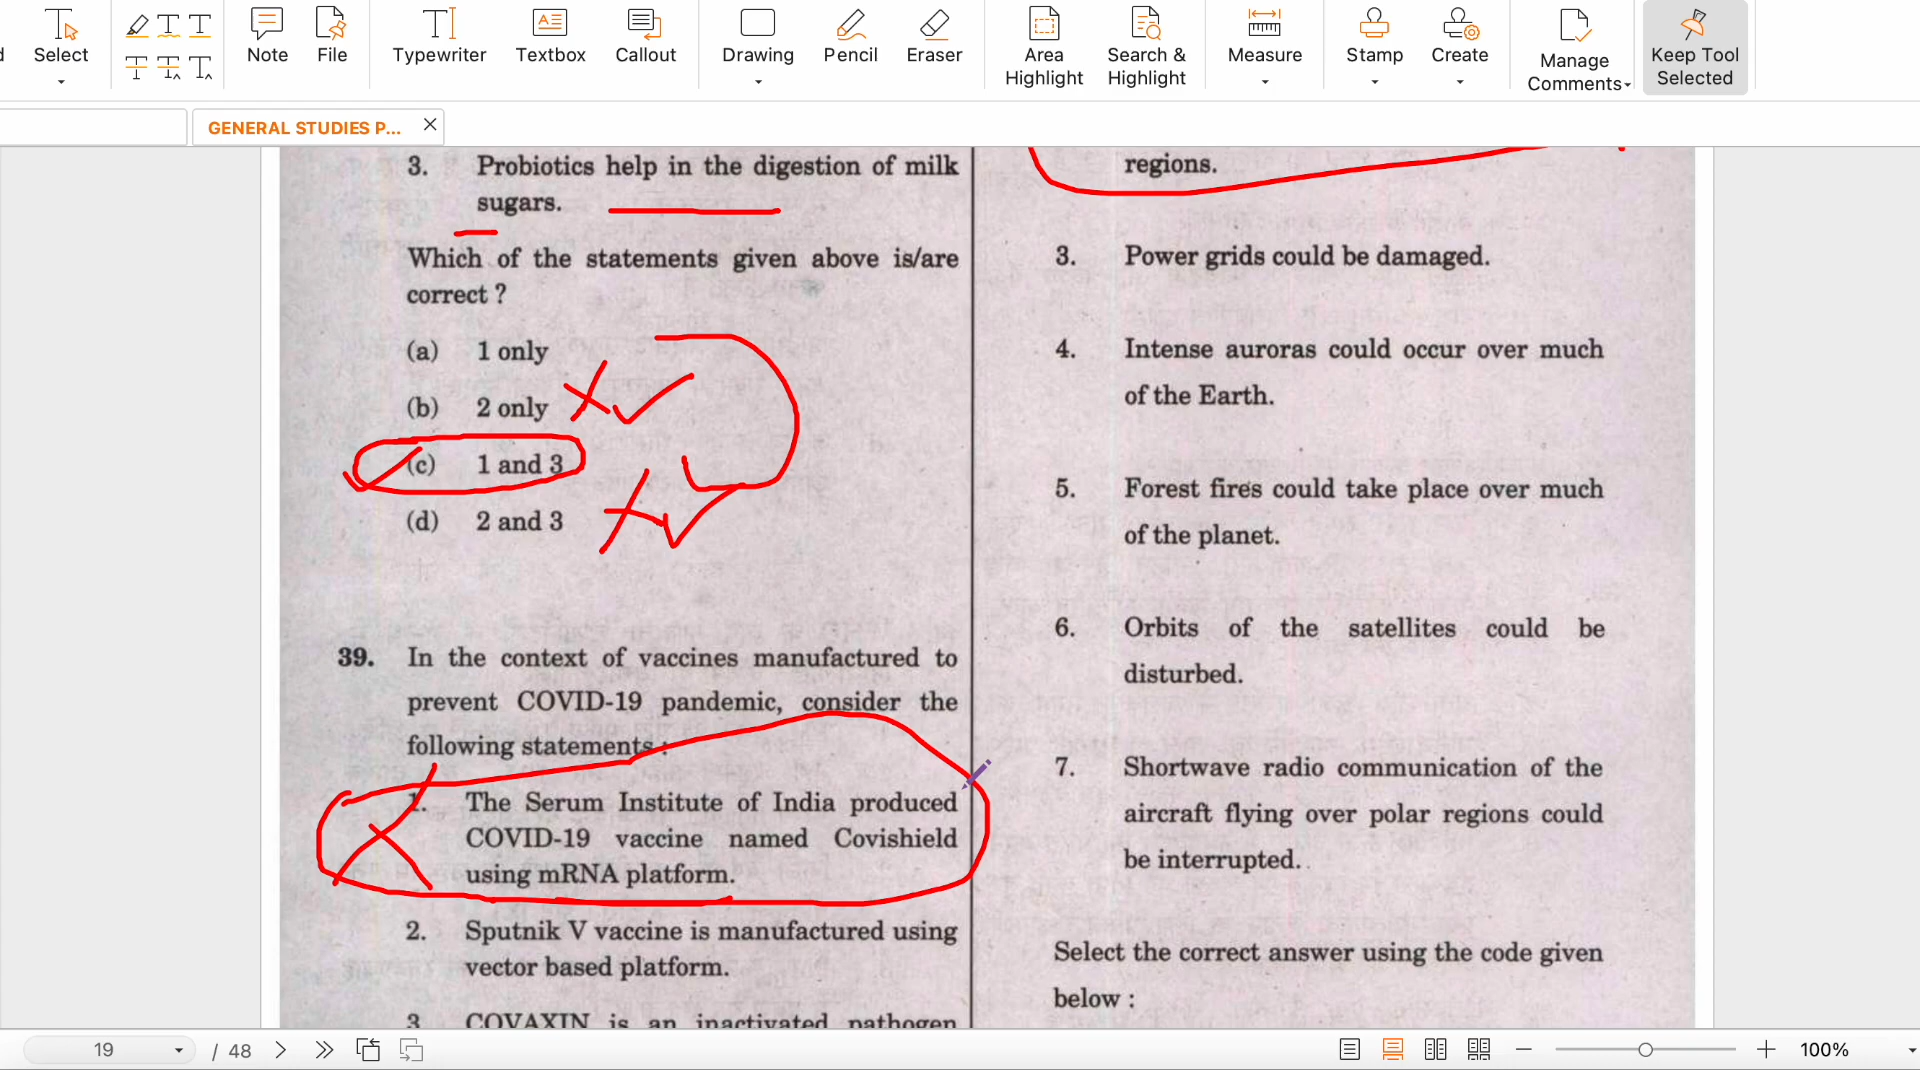 Select
Note
File
Typewriter
Textbox
Callout
Drawing
Pencil
Eraser
Area
Highlight
Search &
Highlight
Measure
Stamp
Create
Manage
Comments
Keep Tool
Selected
GENERAL STUDIES P...
3. Probiotics help in the digestion of milk
sugars.
Which of the statements given above is/are
correct ?
(a) 1 only
(b) 2 only
(c) 1 and 3
(d) 2 and 3
39. In the context of vaccines manufactured to
prevent COVID-19 pandemic, consider the
following statements :
1. The Serum Institute of India produced
COVID-19 vaccine named Covishield
using mRNA platform.
2. Sputnik V vaccine is manufactured using
vector based platform.
3. COVAXIN is an inactivated pathogen
regions.
3. Power grids could be damaged.
4. Intense auroras could occur over much
of the Earth.
5. Forest fires could take place over much
of the planet.
6. Orbits of the satellites could be
disturbed.
7. Shortwave radio communication of the
aircraft flying over polar regions could
be interrupted.
Select the correct answer using the code given
below :
19 / 48
100%